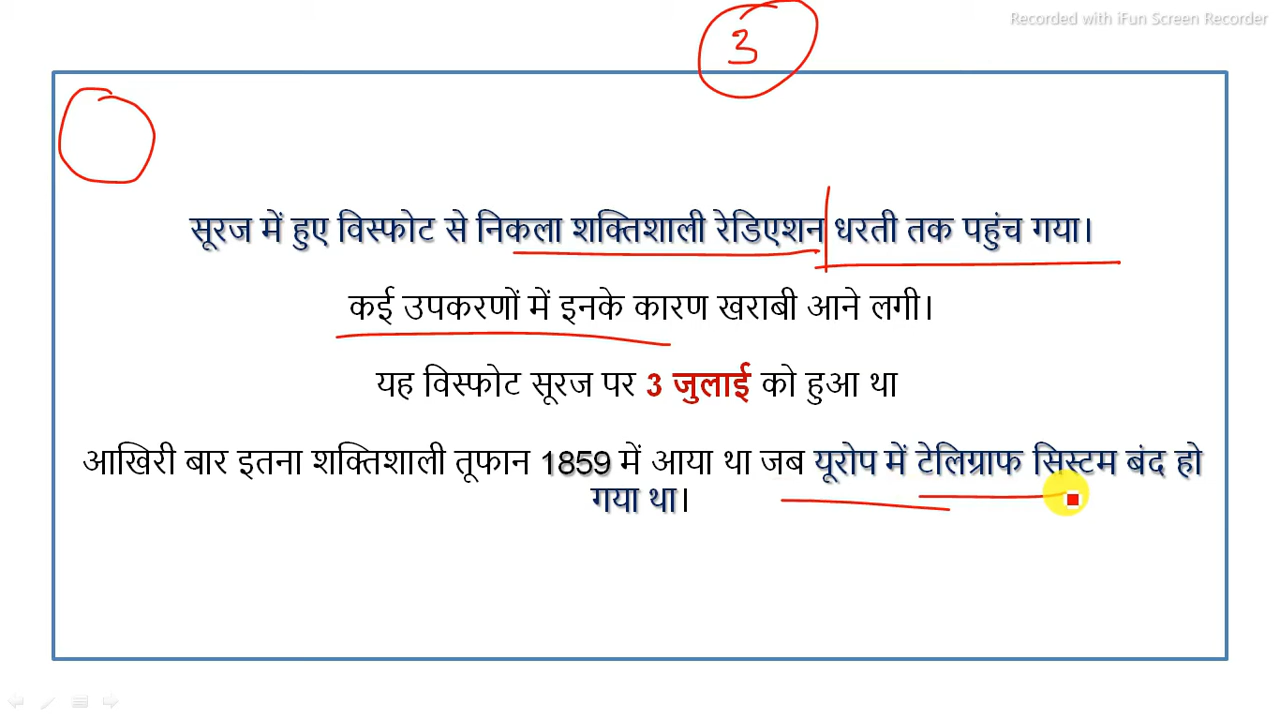 Recorded with iFun Screen Recorder
3
सूरज में हुए विस्फोट से निकला शक्तिशाली रेडिएशन धरती तक पहुंच गया।
कई उपकरणों में इनके कारण खराबी आने लगी।
यह विस्फोट सूरज पर 3 जुलाई को हुआ था
आखिरी बार इतना शक्तिशाली तूफान 1859 में आया था जब यूरोप में टेलिग्राफ सिस्टम बंद हो
गया था।